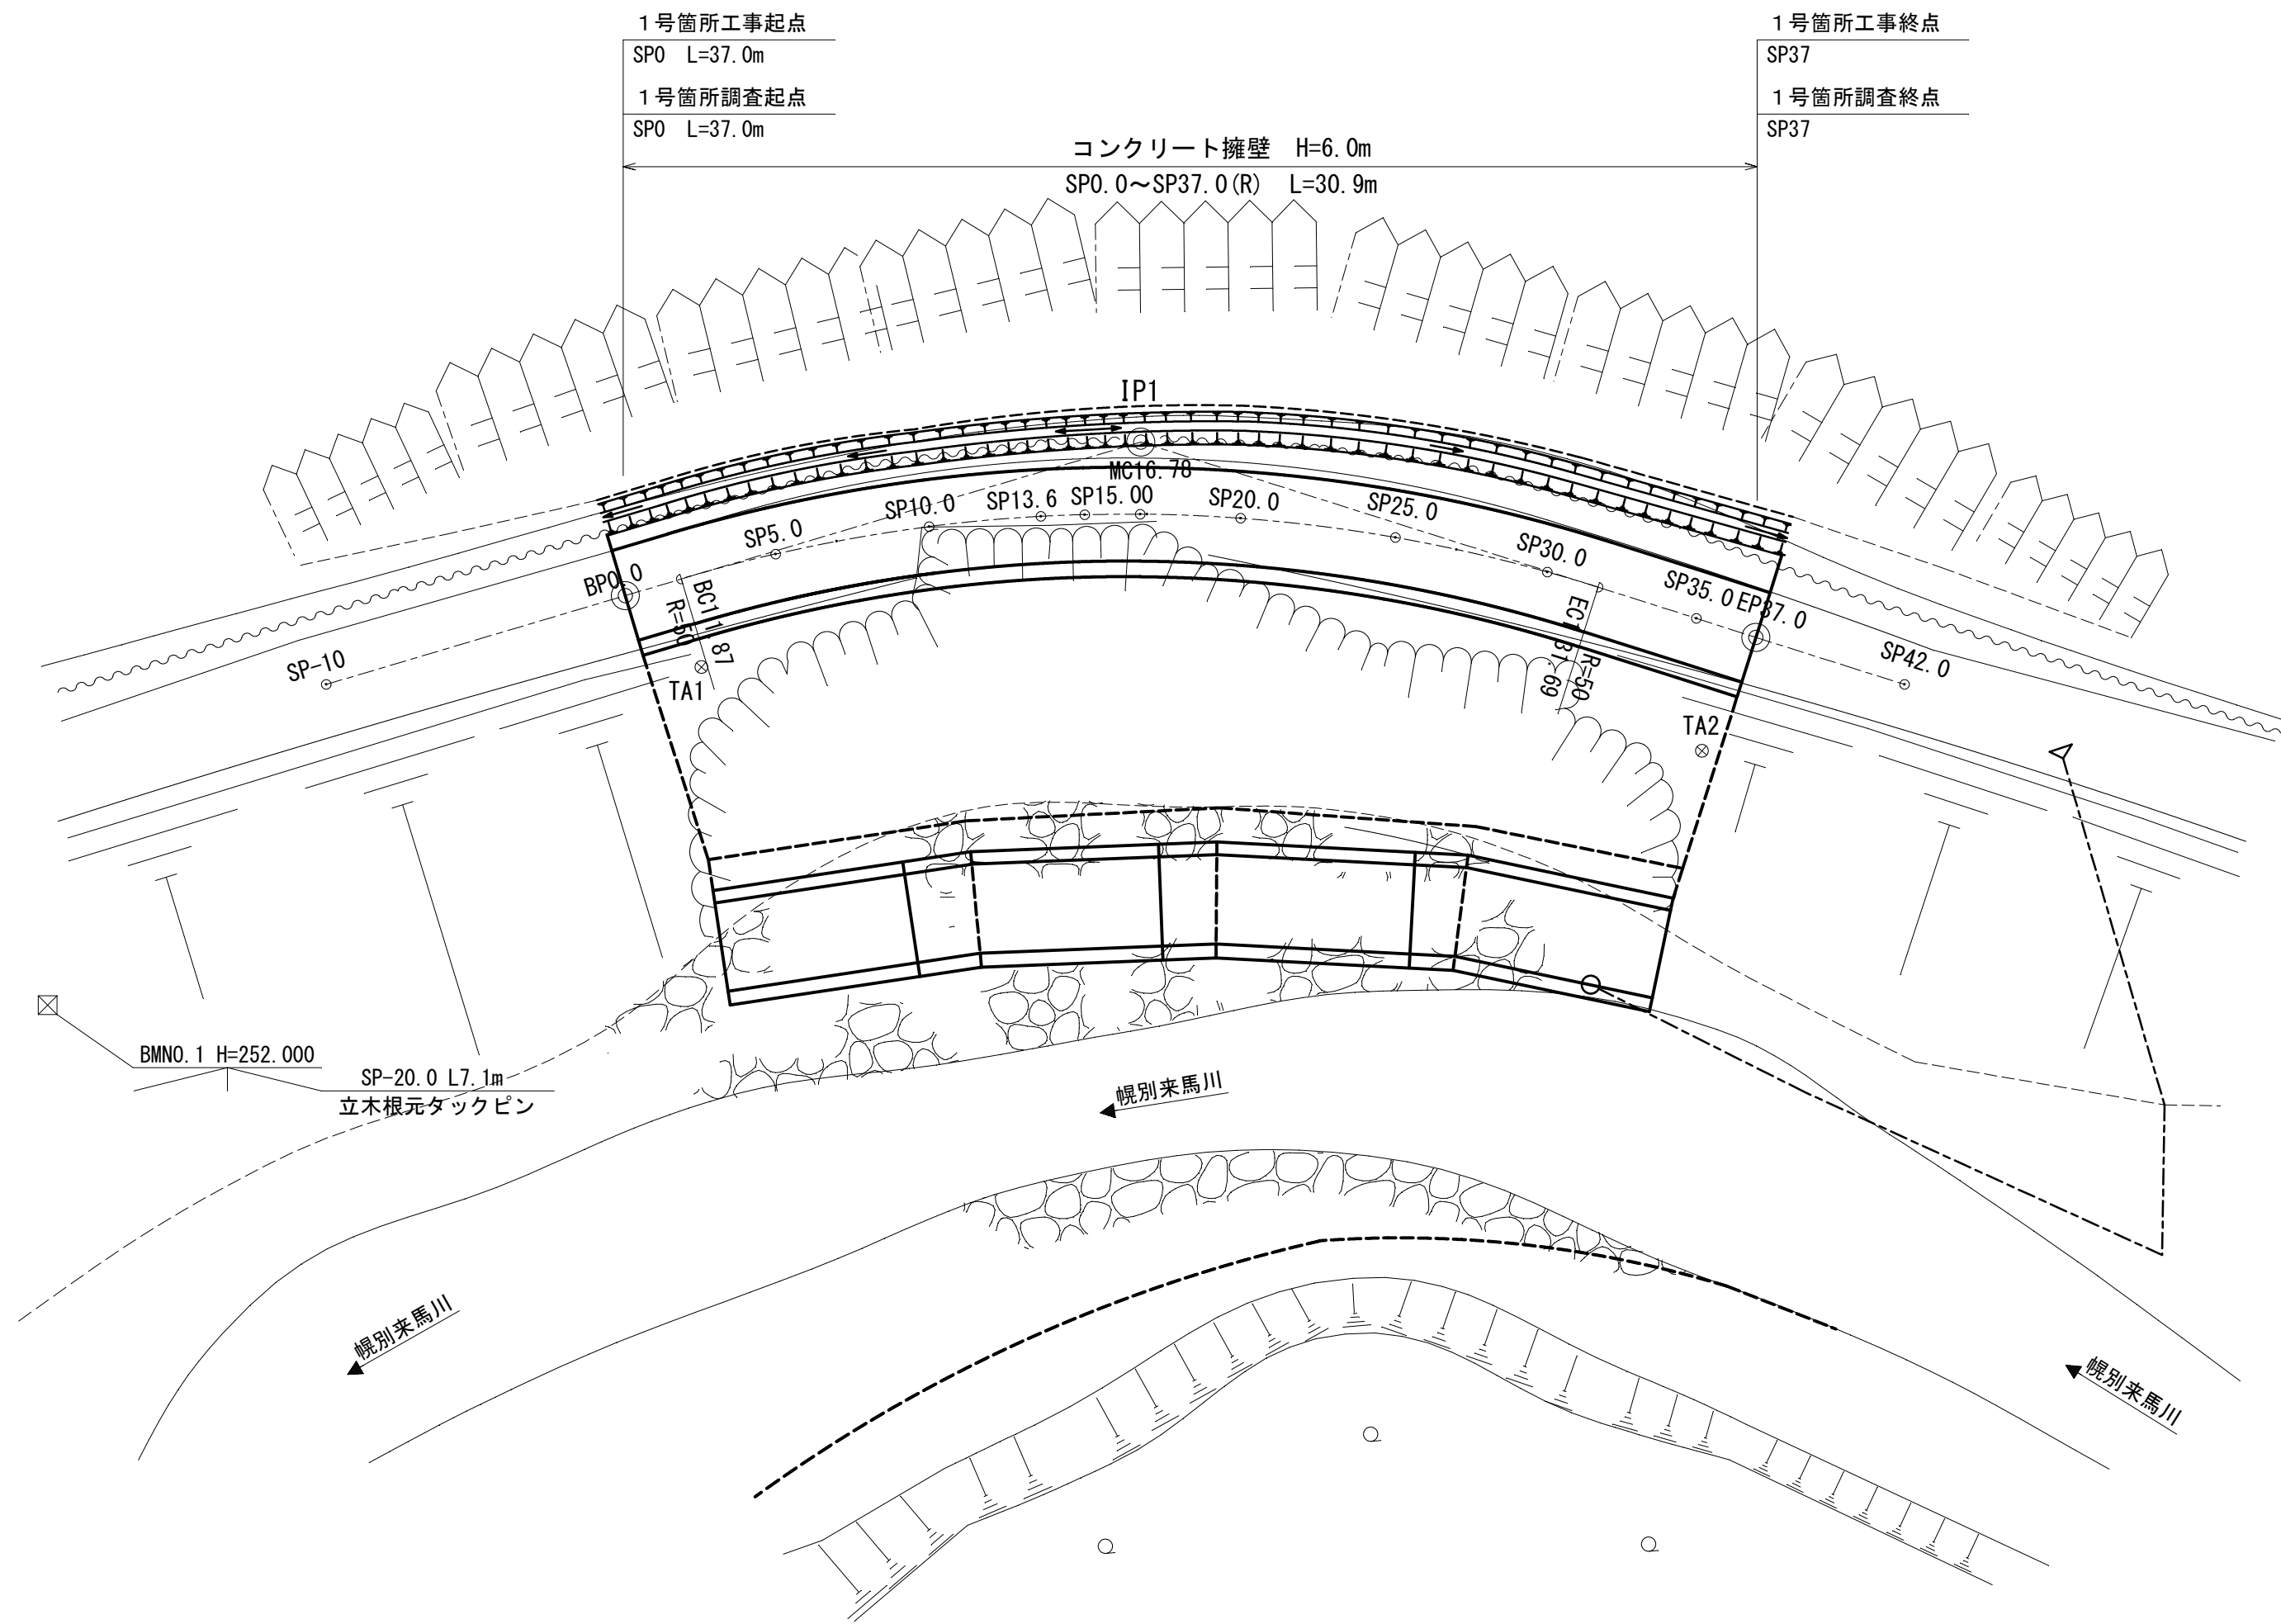 １号箇所工事起点
SP0 L=37.0m
１号箇所調査起点
SP0 L=37.0m
１号箇所工事終点
SP37
１号箇所調査終点
SP37
コンクリート擁壁 H=6.0m
SP0.0～SP37.0(R) L=30.9m
IP1
MC16.78
SP-10
BP0.0
SP5.0
SP10.0
SP13.6
SP15.00
SP20.0
SP25.0
SP30.0
SP35.0
EP37.0
SP42.0
BC1 1.87
R=50
EC1 31.69
R=50
TA1
TA2
BMNO.1 H=252.000
SP-20.0 L7.1m
立木根元タックピン
幌別来馬川
幌別来馬川
幌別来馬川